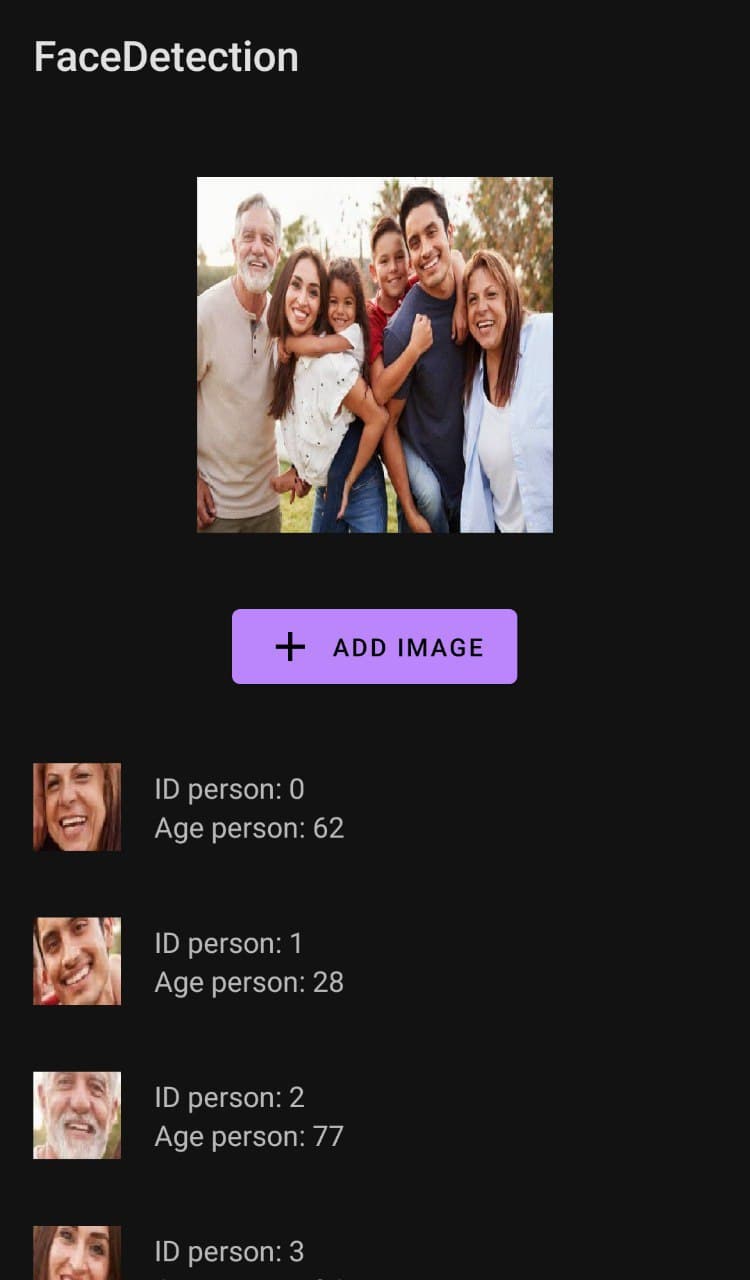 FaceDetection
ADD IMAGE
ID person: 0
Age person: 62
ID person: 1
Age person: 28
ID person: 2
Age person: 77
ID person: 3